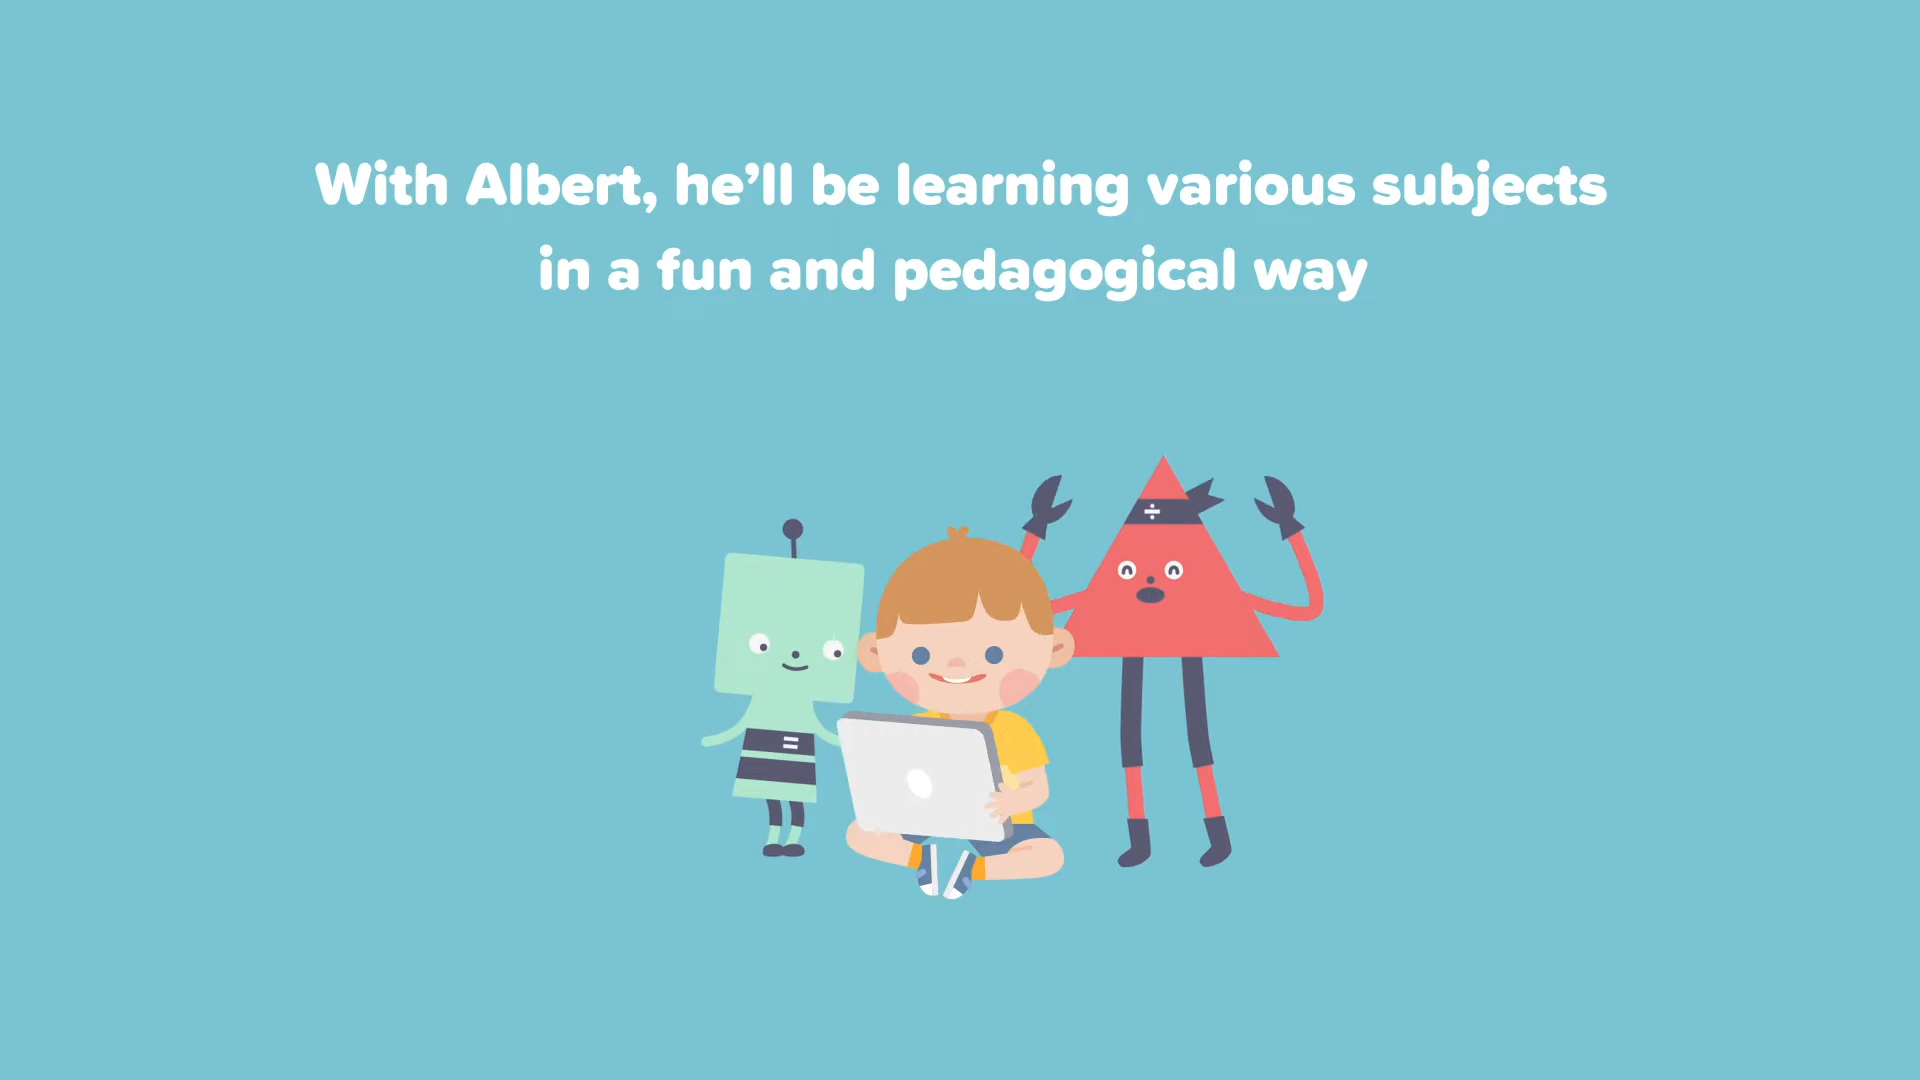 With Albert, he’ll be learning various subjects
in a fun and pedagogical way
÷
=